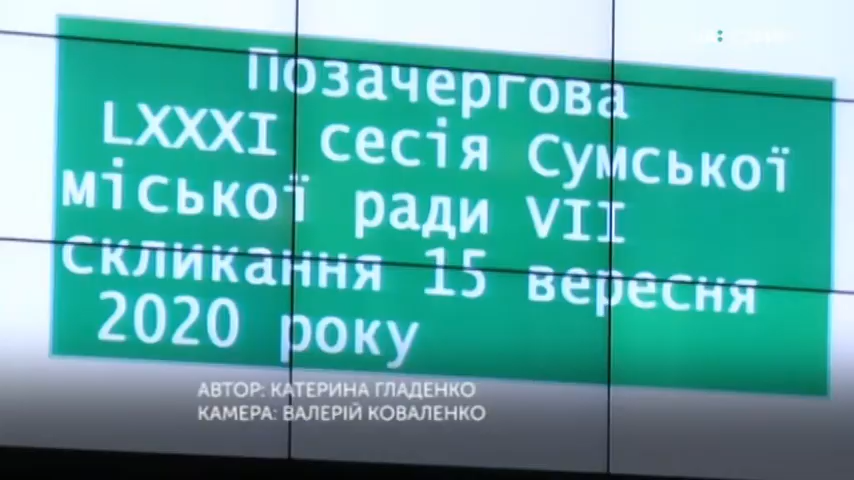 Позачергова
LXXXI сесія Сумської
міської ради VII
скликання 15 вересня
2020 року
АВТОР: КАТЕРИНА ГЛАДЕНКО
КАМЕРА: ВАЛЕРІЙ КОВАЛЕНКО